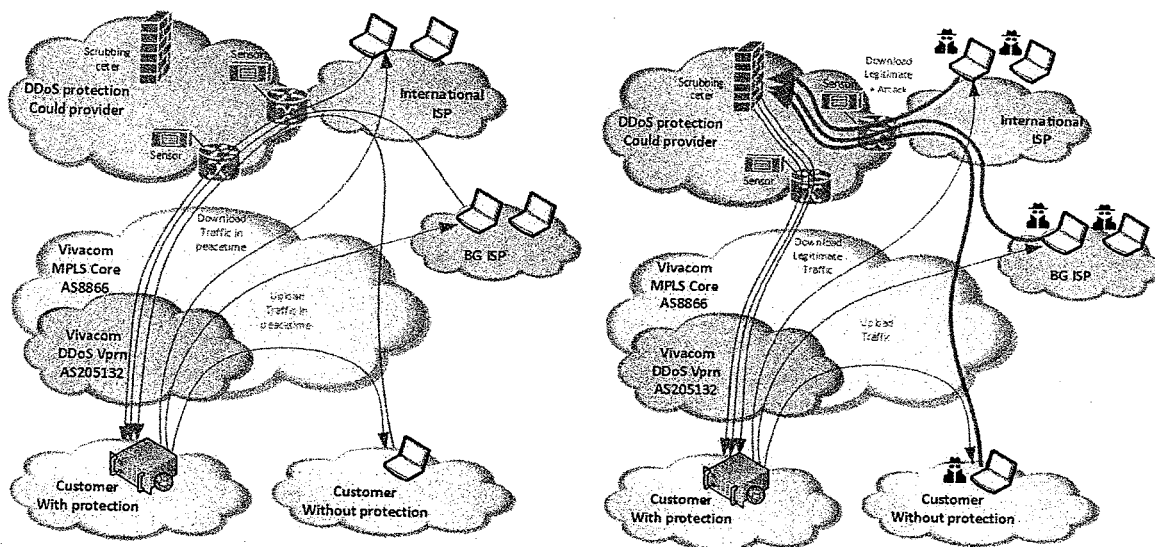 Scrubbing
ceter
Sensor
DDoS protection
Could provider
Sensor
International
ISP
Download
Traffic in
peacetime
BG ISP
Vivacom
MPLS Core
AS8866
Upload
Traffic in
peacetime
Vivacom
DDoS Vprn
AS205132
Customer
With protection
Customer
Without protection
Scrubbing
ceter
Download
Legitimate
+ Attack
Sensor
DDoS protection
Could provider
Sensor
International
ISP
BG ISP
Download
Legitimate
Traffic
Vivacom
MPLS Core
AS8866
Upload
Traffic
Vivacom
DDoS Vprn
AS205132
Customer
With protection
Customer
Without protection